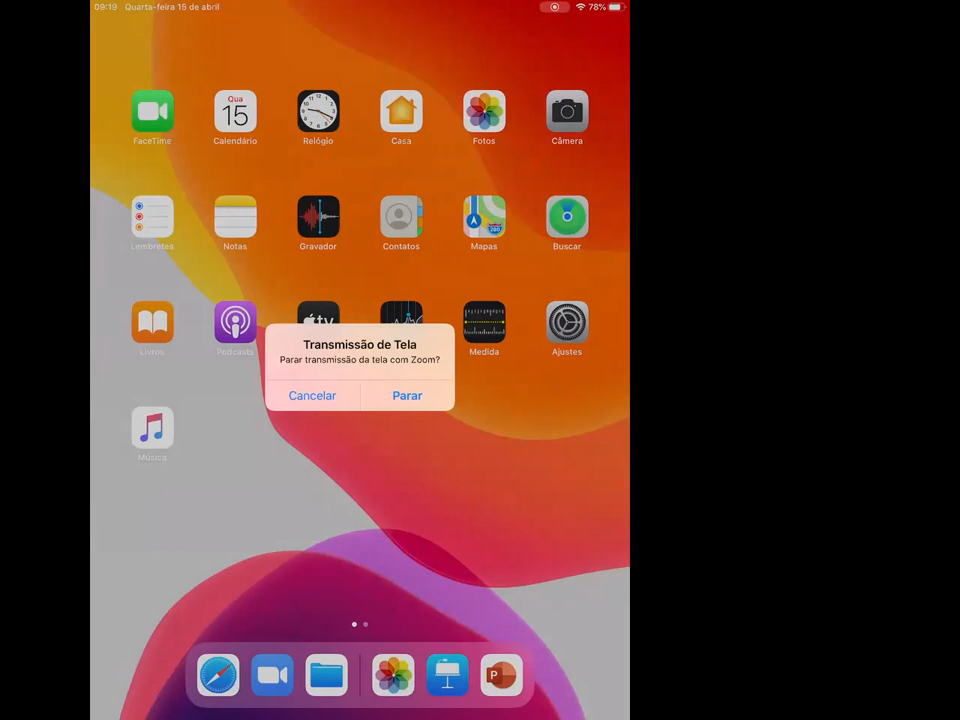 09:19 Quarta-feira 15 de abril
78%
Qua
15
FaceTime Calendário Relógio Casa Fotos Câmera
280
Lembretes Notas Gravador Contatos Mapas Buscar
tv
Livros Podcasts Medida Ajustes
Transmissão de Tela
Parar transmissão da tela com Zoom?
Cancelar Parar
Música
P